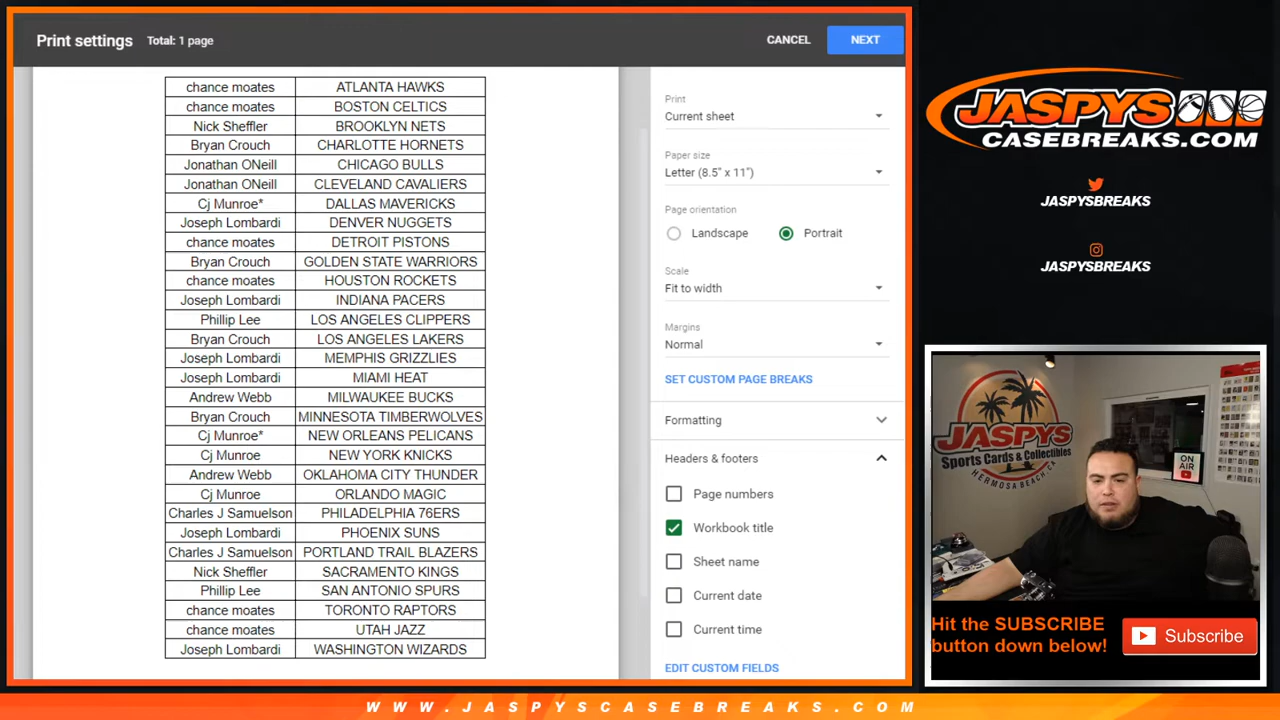 Print settings Total: 1 page
CANCEL NEXT
chance moates ATLANTA HAWKS
chance moates BOSTON CELTICS
Nick Sheffler BROOKLYN NETS
Bryan Crouch CHARLOTTE HORNETS
Jonathan ONeill CHICAGO BULLS
Jonathan ONeill CLEVELAND CAVALIERS
Cj Munroe* DALLAS MAVERICKS
Joseph Lombardi DENVER NUGGETS
chance moates DETROIT PISTONS
Bryan Crouch GOLDEN STATE WARRIORS
chance moates HOUSTON ROCKETS
Joseph Lombardi INDIANA PACERS
Phillip Lee LOS ANGELES CLIPPERS
Bryan Crouch LOS ANGELES LAKERS
Joseph Lombardi MEMPHIS GRIZZLIES
Joseph Lombardi MIAMI HEAT
Andrew Webb MILWAUKEE BUCKS
Bryan Crouch MINNESOTA TIMBERWOLVES
Cj Munroe* NEW ORLEANS PELICANS
Cj Munroe NEW YORK KNICKS
Andrew Webb OKLAHOMA CITY THUNDER
Cj Munroe ORLANDO MAGIC
Charles J Samuelson PHILADELPHIA 76ERS
Joseph Lombardi PHOENIX SUNS
Charles J Samuelson PORTLAND TRAIL BLAZERS
Nick Sheffler SACRAMENTO KINGS
Phillip Lee SAN ANTONIO SPURS
chance moates TORONTO RAPTORS
chance moates UTAH JAZZ
Joseph Lombardi WASHINGTON WIZARDS
Print
Current sheet
Paper size
Letter (8.5" x 11")
Page orientation
Landscape Portrait
Scale
Fit to width
Margins
Normal
SET CUSTOM PAGE BREAKS
Formatting
Headers & footers
Page numbers
Workbook title
Sheet name
Current date
Current time
EDIT CUSTOM FIELDS
JASPYS
CASEBREAKS.COM
JASPYSBREAKS
JASPYSBREAKS
JASPYS
Sports Cards & Collectibles
HERMOSA BEACH CA
ON AIR
Hit the SUBSCRIBE
button down below!
Subscribe
WWW.JASPYSCASEBREAKS.COM